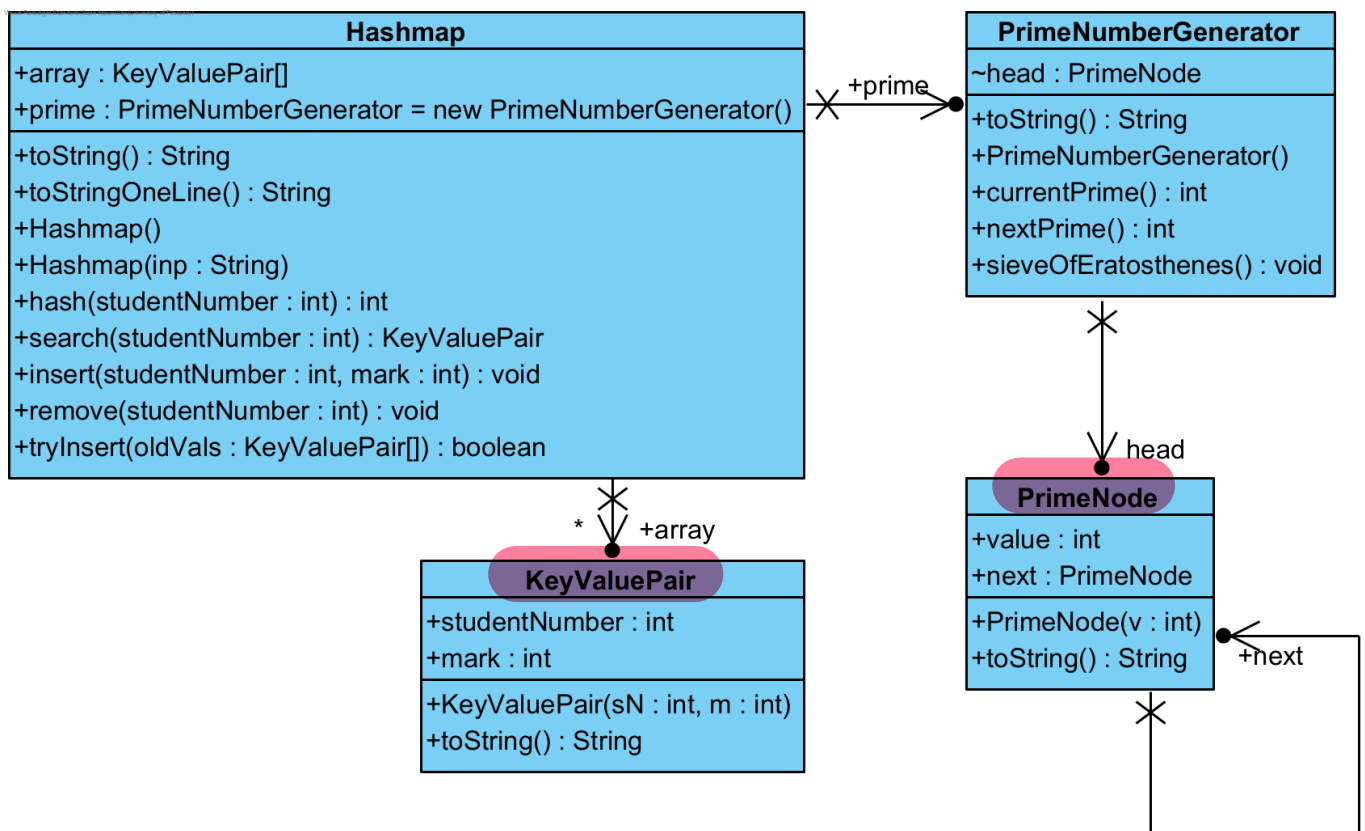 Hashmap
+array : KeyValuePair[]
+prime : PrimeNumberGenerator = new PrimeNumberGenerator()
+toString() : String
+toStringOneLine() : String
+Hashmap()
+Hashmap(inp : String)
+hash(studentNumber : int) : int
+search(studentNumber : int) : KeyValuePair
+insert(studentNumber : int, mark : int) : void
+remove(studentNumber : int) : void
+tryInsert(oldVals : KeyValuePair[]) : boolean
+prime
PrimeNumberGenerator
~head : PrimeNode
+toString() : String
+PrimeNumberGenerator()
+currentPrime() : int
+nextPrime() : int
+sieveOfEratosthenes() : void
* +array
KeyValuePair
+studentNumber : int
+mark : int
+KeyValuePair(sN : int, m : int)
+toString() : String
head
PrimeNode
+value : int
+next : PrimeNode
+PrimeNode(v : int)
+toString() : String
+next